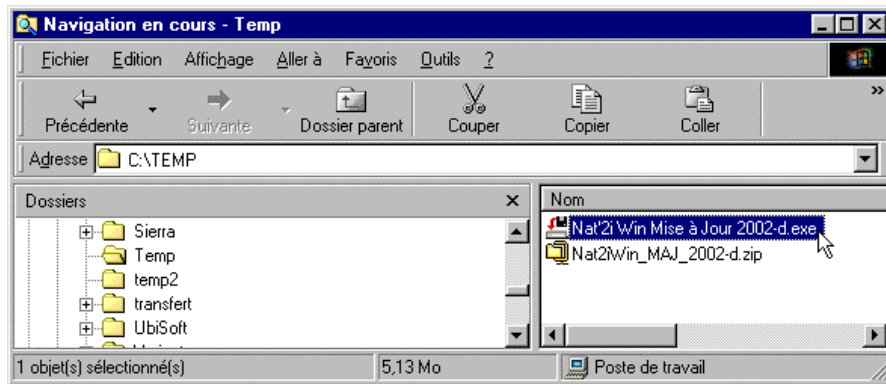 Navigation en cours - Temp
Fichier Edition Affichage Aller à Favoris Outils ?
Précédente Suivante Dossier parent Couper Copier Coller »
Adresse C:\TEMP
Dossiers
Sierra
Temp
temp2
transfert
UbiSoft
Nom
Nat'2i Win Mise à Jour 2002-d.exe
Nat2iWin_MAJ_2002-d.zip
1 objet(s) sélectionné(s) 5,13 Mo Poste de travail